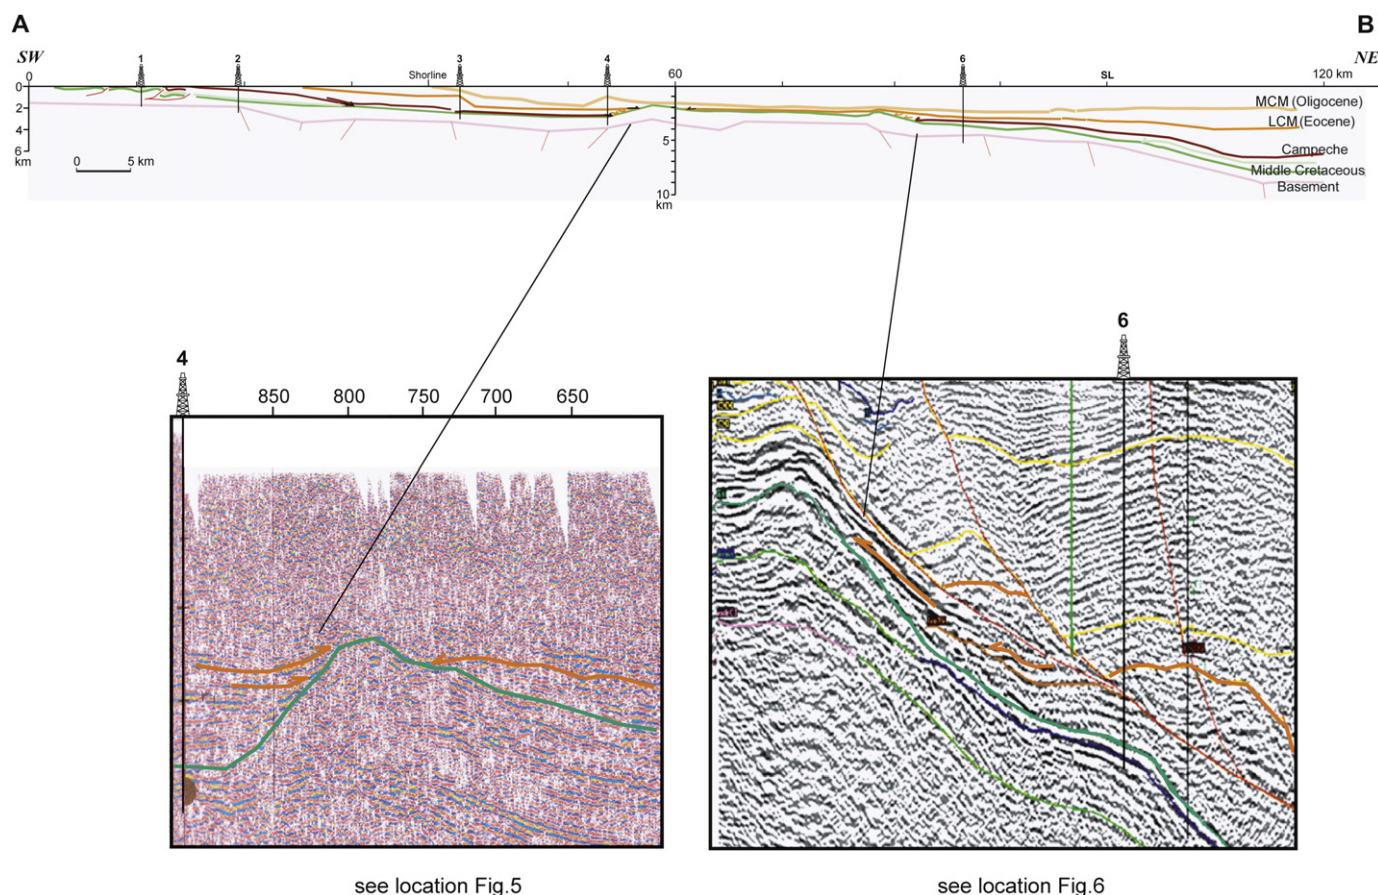 A B
SW NE
1 2 3 4 6
0 Shorline 60 SL 120 km
0
2
4
6
km
0 5 km
5
10
km
MCM (Oligocene)
LCM (Eocene)
Campeche
Middle Cretaceous
Basement
4
850 800 750 700 650
6
see location Fig.5 see location Fig.6